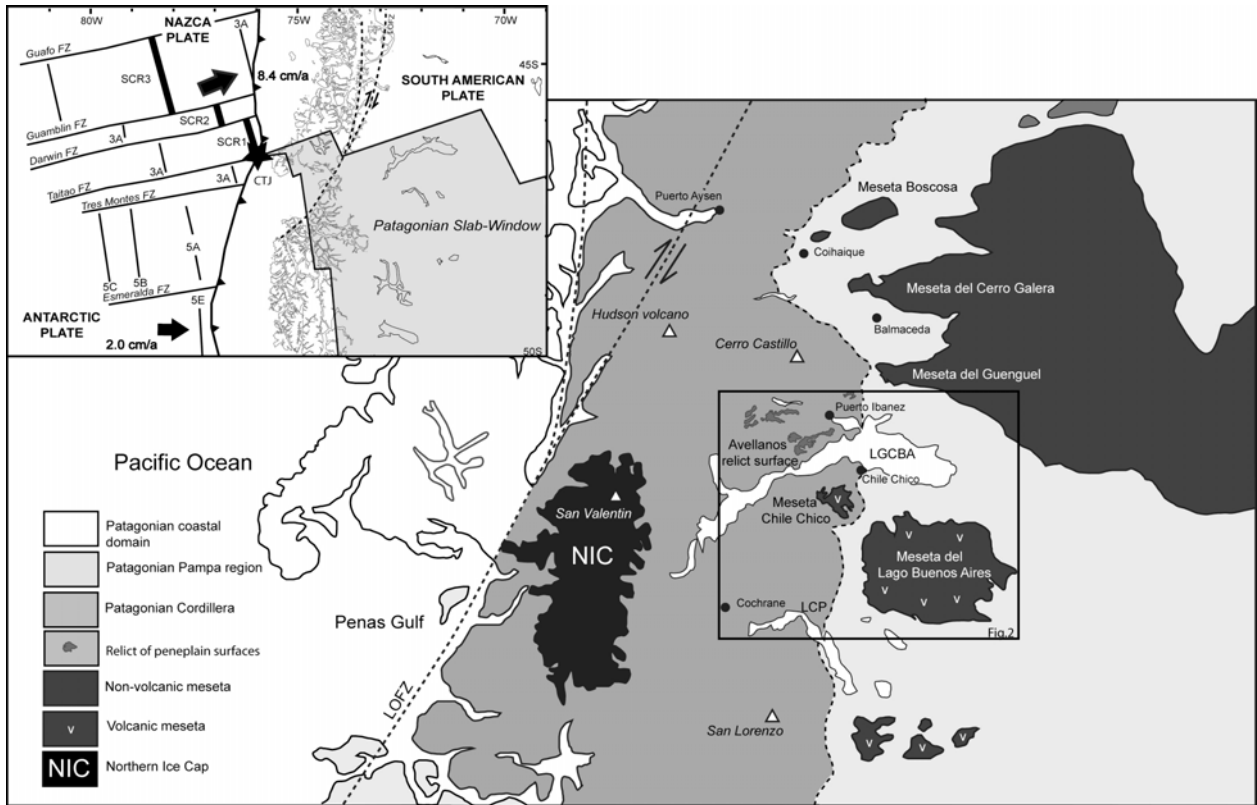 80W
75W
70W
NAZCA
PLATE
3A
LOFZ
Guafo FZ
45S
SCR3
8.4 cm/a
SOUTH AMERICAN
PLATE
SCR2
Guamblin FZ
3A
SCR1
Darwin FZ
3A
3A
CTJ
Taitao FZ
Tres Montes FZ
Patagonian Slab-Window
5A
5C
5B
Esmeralda FZ
5E
ANTARCTIC
PLATE
2.0 cm/a
50S
Puerto Aysen
Meseta Boscosa
Coihaique
Meseta del Cerro Galera
Hudson volcano
Balmaceda
Cerro Castillo
Meseta del Guenguel
Puerto Ibanez
Avellanos
relict surface
LGCBA
Chile Chico
Meseta
Chile Chico
v
Pacific Ocean
San Valentin
NIC
v v v
Meseta del
Lago Buenos Aires
v v
v v
Cochrane
LCP
Fig.2
Penas Gulf
LOFZ
San Lorenzo
v
v
v
Patagonian coastal
domain
Patagonian Pampa region
Patagonian Cordillera
Relict of peneplain surfaces
Non-volcanic meseta
v
Volcanic meseta
NIC
Northern Ice Cap